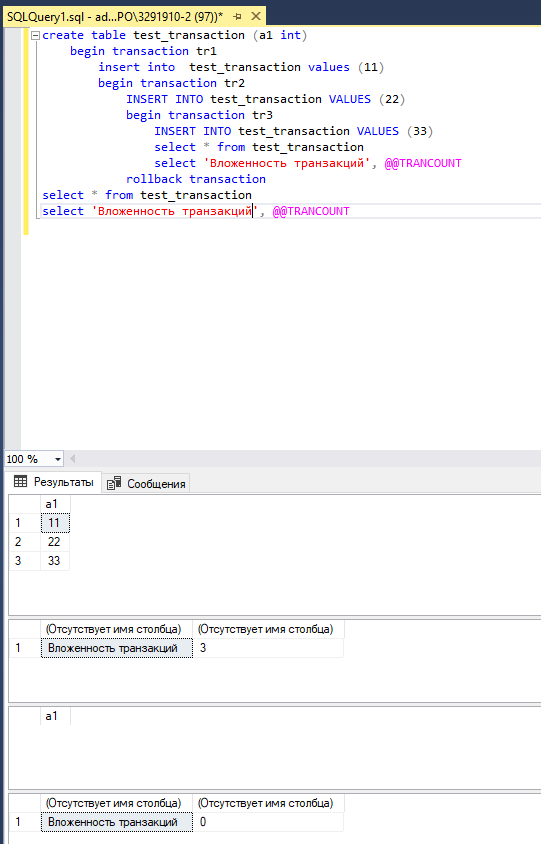 SQLQuery1.sql - ad...PO\3291910-2 (97))*
create table test_transaction (a1 int)
begin transaction tr1
insert into  test_transaction values (11)
begin transaction tr2
INSERT INTO test_transaction VALUES (22)
begin transaction tr3
INSERT INTO test_transaction VALUES (33)
select * from test_transaction
select 'Вложенность транзакций', @@TRANCOUNT
rollback transaction
select * from test_transaction
select 'Вложенность транзакций', @@TRANCOUNT
100 %
Результаты Сообщения
a1
1 11
2 22
3 33
(Отсутствует имя столбца) (Отсутствует имя столбца)
1 Вложенность транзакций 3
a1
(Отсутствует имя столбца) (Отсутствует имя столбца)
1 Вложенность транзакций 0